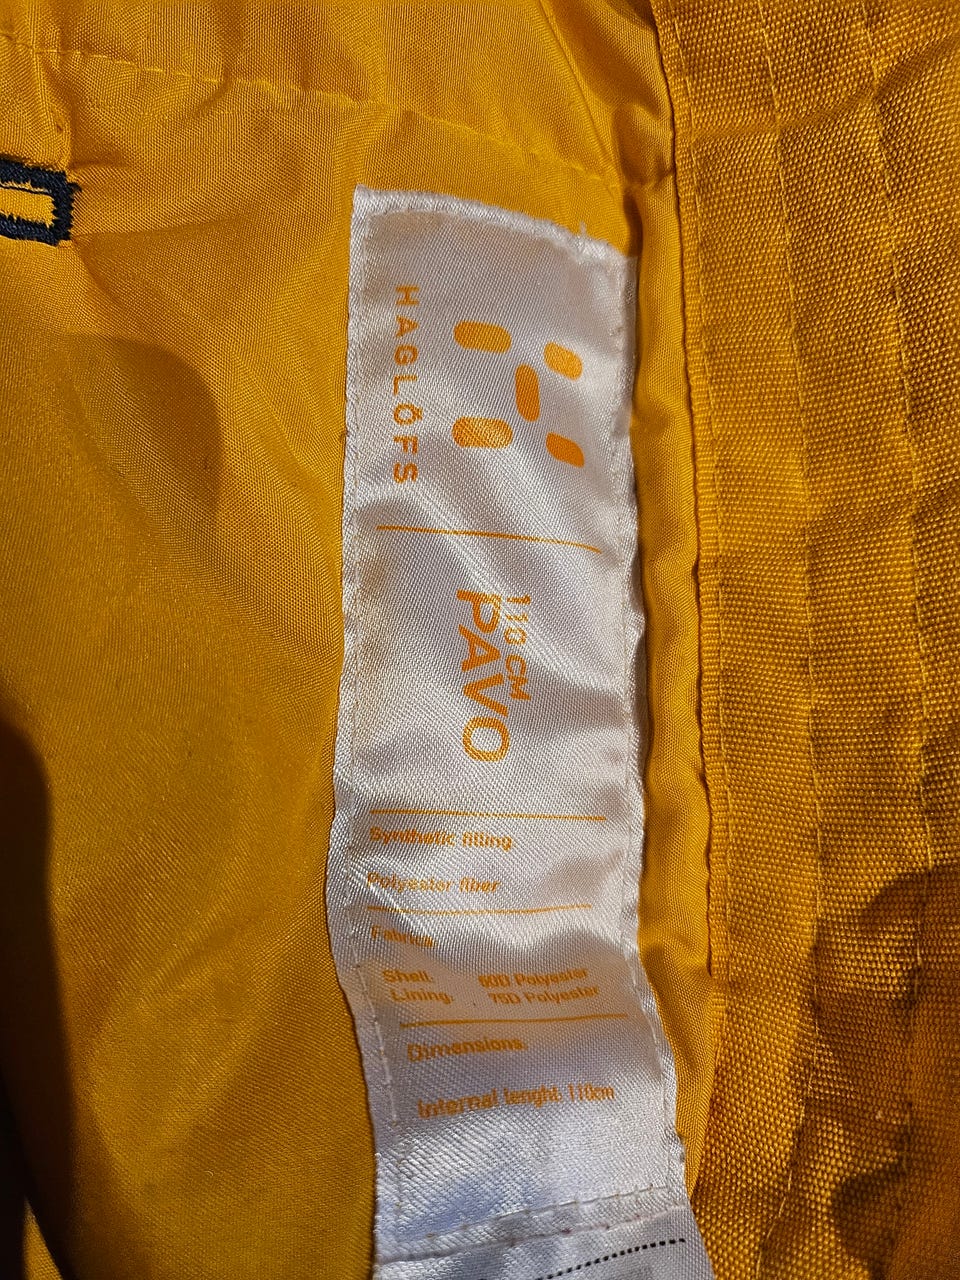 HAGLÖFS
110 CM
PAVO
Synthetic filling
Polyester fiber
Fabrics
Shell: 60D Polyester
Lining: 75D Polyester
Dimensions:
Internal lenght 110cm